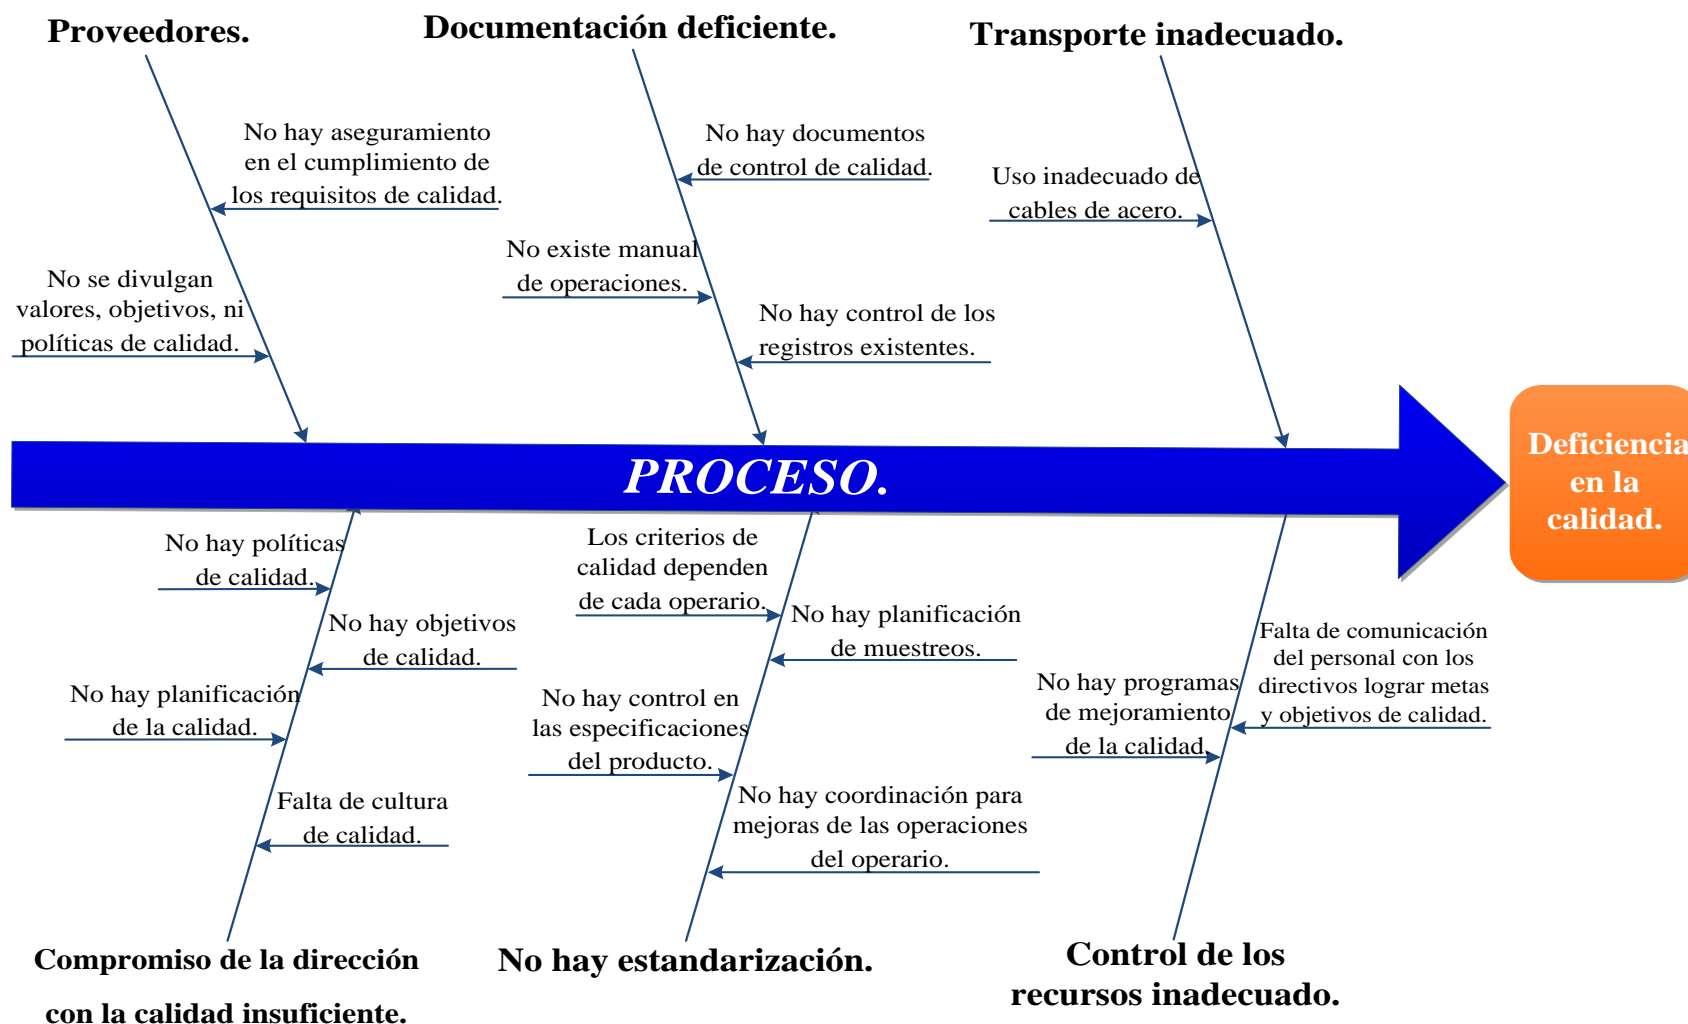 Proveedores.
Documentación deficiente.
Transporte inadecuado.
No hay aseguramiento
en el cumplimiento de
los requisitos de calidad.
No se divulgan
valores, objetivos, ni
políticas de calidad.
No hay documentos
de control de calidad.
No existe manual
de operaciones.
No hay control de los
registros existentes.
Uso inadecuado de
cables de acero.
PROCESO.
Deficiencia
en la
calidad.
No hay políticas
de calidad.
No hay objetivos
de calidad.
No hay planificación
de la calidad.
Falta de cultura
de calidad.
Los criterios de
calidad dependen
de cada operario.
No hay planificación
de muestreos.
No hay control en
las especificaciones
del producto.
No hay coordinación para
mejoras de las operaciones
del operario.
Falta de comunicación
del personal con los
directivos lograr metas
y objetivos de calidad.
No hay programas
de mejoramiento
de la calidad.
Compromiso de la dirección
con la calidad insuficiente.
No hay estandarización.
Control de los
recursos inadecuado.